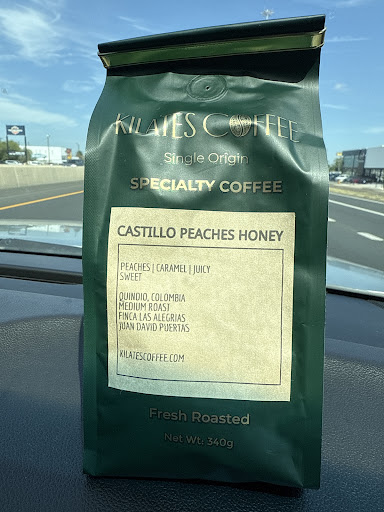 KILATES COFFEE
Single Origin
SPECIALTY COFFEE
CASTILLO PEACHES HONEY
PEACHES | CARAMEL | JUICY
SWEET
QUINDIO, COLOMBIA
MEDIUM ROAST
FINCA LAS ALEGRIAS
JUAN DAVID PUERTAS
KILATESCOFFEE.COM
Fresh Roasted
Net Wt: 340g